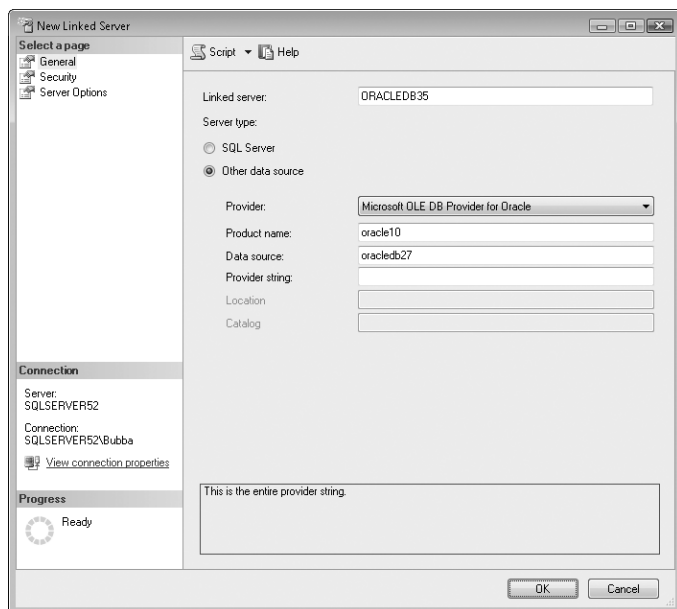 New Linked Server
Select a page
General
Security
Server Options
Script Help
Linked server: ORACLEDB35
Server type:
SQL Server
Other data source
Provider: Microsoft OLE DB Provider for Oracle
Product name: oracle10
Data source: oracledb27
Provider string:
Location
Catalog
Connection
Server:
SQLSERVER52
Connection:
SQLSERVER52\Bubba
View connection properties
Progress
Ready
This is the entire provider string.
OK Cancel